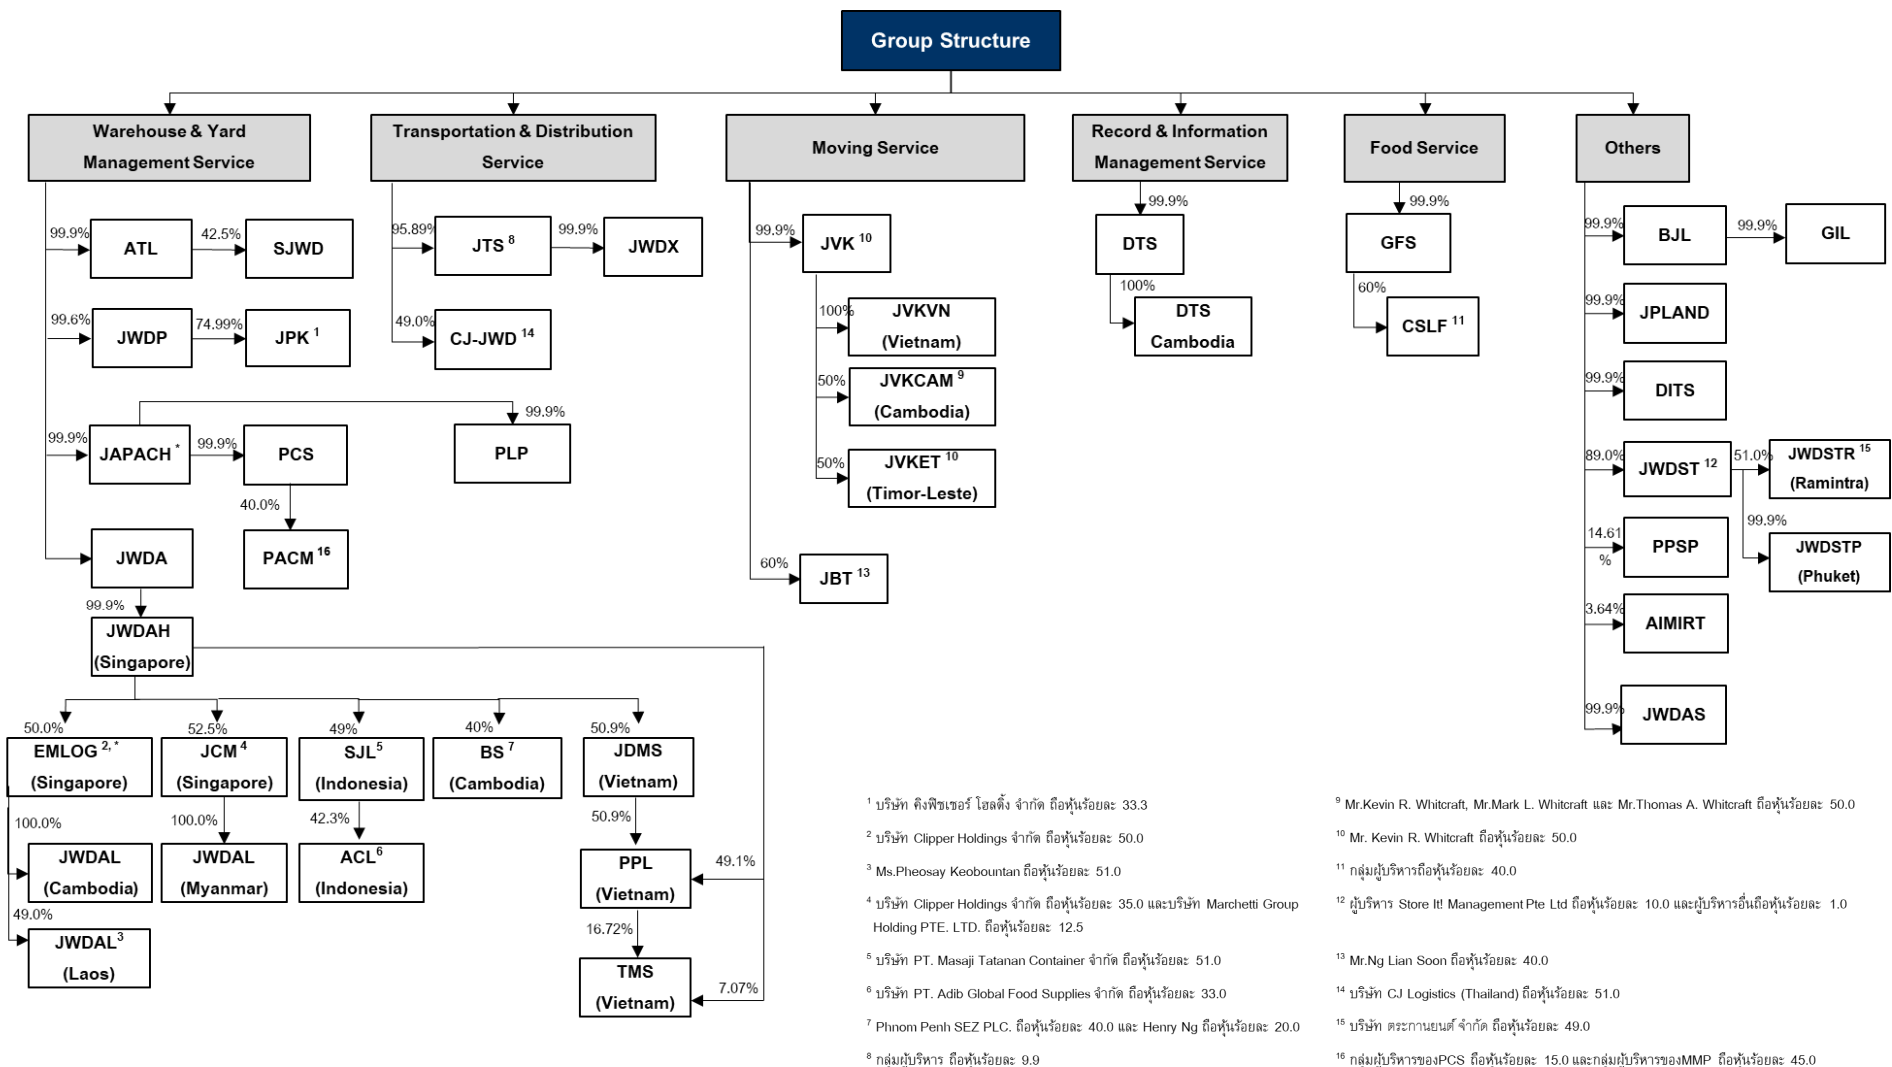 Group Structure
Warehouse & Yard
Management Service
Transportation & Distribution
Service
Moving Service
Record & Information
Management Service
Food Service
Others
99.9%
ATL
42.5%
SJWD
99.6%
JWDP
74.99%
JPK ¹
99.9%
JAPACH *
99.9%
PCS
99.9%
PLP
40.0%
PACM ¹⁶
JWDA
99.9%
JWDAH
(Singapore)
50.0%
EMLOG ²,*
(Singapore)
52.5%
JCM ⁴
(Singapore)
49%
SJL⁵
(Indonesia)
40%
BS ⁷
(Cambodia)
50.9%
JDMS
(Vietnam)
100.0%
JWDAL
(Cambodia)
100.0%
JWDAL
(Myanmar)
42.3%
ACL⁶
(Indonesia)
50.9%
PPL
(Vietnam)
49.1%
49.0%
JWDAL³
(Laos)
16.72%
TMS
(Vietnam)
7.07%
95.89%
JTS ⁸
99.9%
JWDX
49.0%
CJ-JWD ¹⁴
99.9%
JVK ¹⁰
100%
JVKVN
(Vietnam)
50%
JVKCAM ⁹
(Cambodia)
50%
JVKET ¹⁰
(Timor-Leste)
60%
JBT ¹³
99.9%
DTS
100%
DTS
Cambodia
99.9%
GFS
60%
CSLF ¹¹
99.9%
BJL
99.9%
GIL
99.9%
JPLAND
99.9%
DITS
89.0%
JWDST ¹²
51.0%
JWDSTR ¹⁵
(Ramintra)
99.9%
JWDSTP
(Phuket)
14.61
%
PPSP
3.64%
AIMIRT
99.9%
JWDAS
¹ บริษัท คิงฟิชเชอร์ โฮลดิ้ง จำกัด ถือหุ้นร้อยละ 33.3
² บริษัท Clipper Holdings จำกัด ถือหุ้นร้อยละ 50.0
³ Ms.Pheosay Keobountan ถือหุ้นร้อยละ 51.0
⁴ บริษัท Clipper Holdings จำกัด ถือหุ้นร้อยละ 35.0 และบริษัท Marchetti Group
Holding PTE. LTD. ถือหุ้นร้อยละ 12.5
⁵ บริษัท PT. Masaji Tatanan Container จำกัด ถือหุ้นร้อยละ 51.0
⁶ บริษัท PT. Adib Global Food Supplies จำกัด ถือหุ้นร้อยละ 33.0
⁷ Phnom Penh SEZ PLC. ถือหุ้นร้อยละ 40.0 และ Henry Ng ถือหุ้นร้อยละ 20.0
⁸ กลุ่มผู้บริหาร ถือหุ้นร้อยละ 9.9
⁹ Mr.Kevin R. Whitcraft, Mr.Mark L. Whitcraft และ Mr.Thomas A. Whitcraft ถือหุ้นร้อยละ 50.0
¹⁰ Mr. Kevin R. Whitcraft ถือหุ้นร้อยละ 50.0
¹¹ กลุ่มผู้บริหารถือหุ้นร้อยละ 40.0
¹² ผู้บริหาร Store It! Management Pte Ltd ถือหุ้นร้อยละ 10.0 และผู้บริหารอื่นถือหุ้นร้อยละ 1.0
¹³ Mr.Ng Lian Soon ถือหุ้นร้อยละ 40.0
¹⁴ บริษัท CJ Logistics (Thailand) ถือหุ้นร้อยละ 51.0
¹⁵ บริษัท ตระกานยนต์ จำกัด ถือหุ้นร้อยละ 49.0
¹⁶ กลุ่มผู้บริหารของPCS ถือหุ้นร้อยละ 15.0 และกลุ่มผู้บริหารของMMP ถือหุ้นร้อยละ 45.0